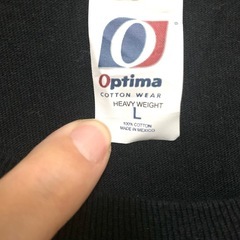 Optima
COTTON WEAR
HEAVY WEIGHT
L
100% COTTON
MADE IN MEXICO